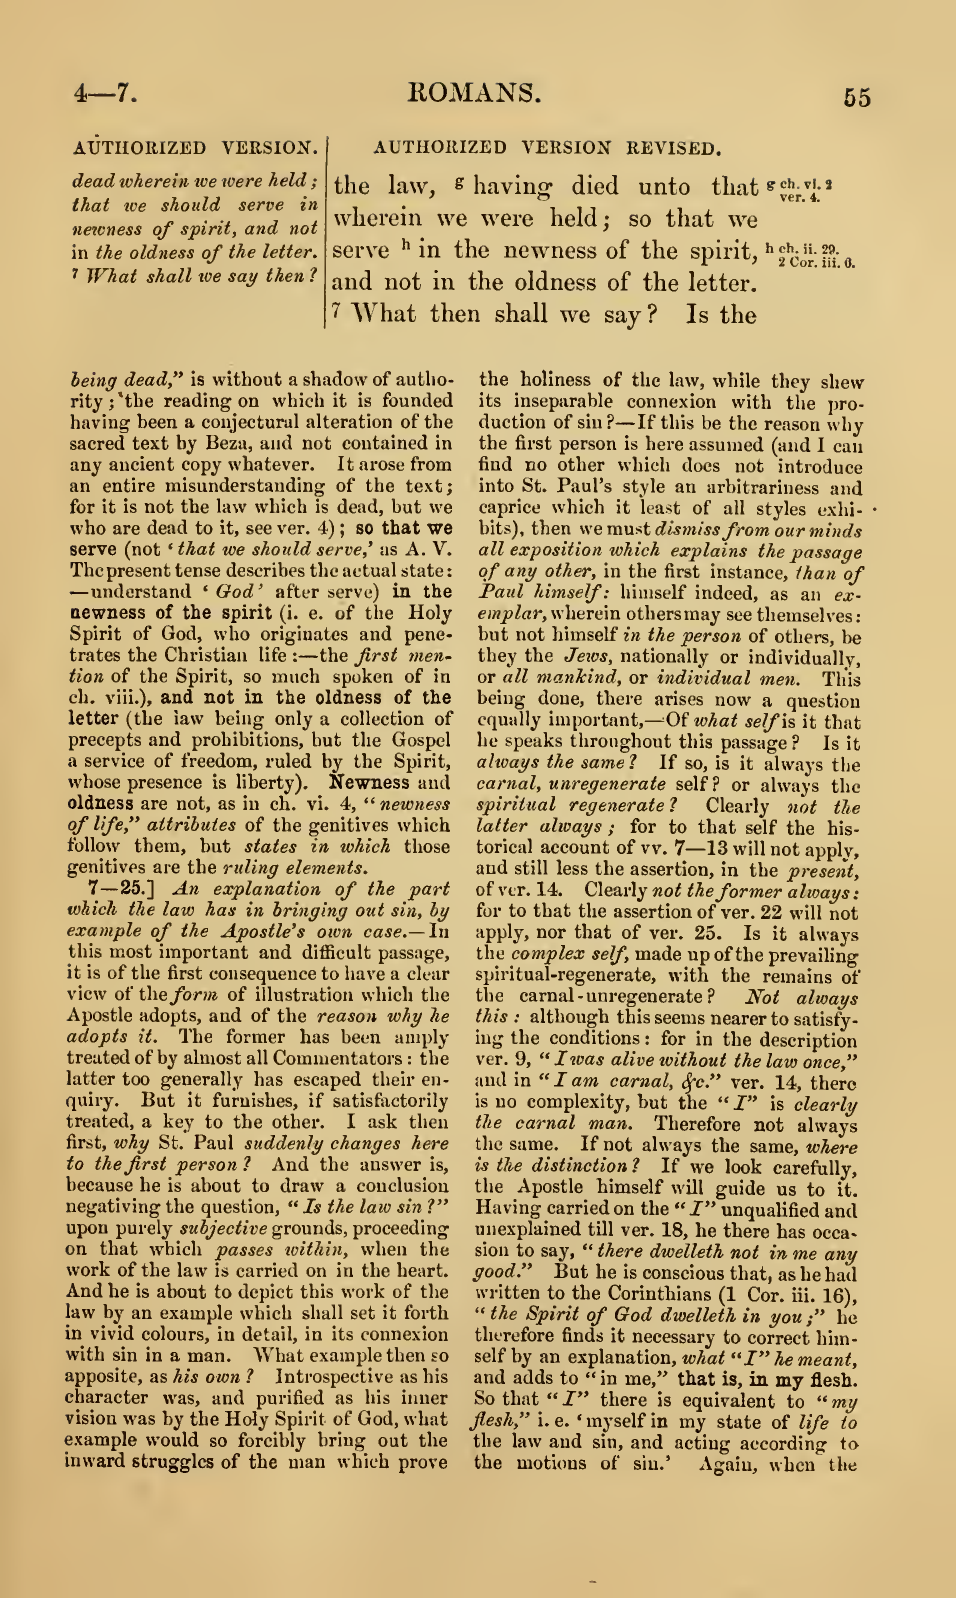 4—7.
ROMANS.
55
AUTHORIZED VERSION.
dead wherein we were held;
that we should serve in
newness of spirit, and not
in the oldness of the letter.
7 What shall we say then?
AUTHORIZED VERSION REVISED.
the law, g having died unto that
wherein we were held; so that we
serve h in the newness of the spirit,
and not in the oldness of the letter.
7 What then shall we say? Is the
g ch. vi. 2
ver. 4.
h ch. ii. 29.
2 Cor. iii. 6.
being dead,” is without a shadow of autho-
rity; the reading on which it is founded
having been a conjectural alteration of the
sacred text by Beza, and not contained in
any ancient copy whatever. It arose from
an entire misunderstanding of the text;
for it is not the law which is dead, but we
who are dead to it, see ver. 4); so that we
serve (not ‘that we should serve,’ as A. V.
The present tense describes the actual state:
—understand ‘God’ after serve) in the
newness of the spirit (i. e. of the Holy
Spirit of God, who originates and pene-
trates the Christian life:—the first men-
tion of the Spirit, so much spoken of in
ch. viii.), and not in the oldness of the
letter (the law being only a collection of
precepts and prohibitions, but the Gospel
a service of freedom, ruled by the Spirit,
whose presence is liberty). Newness and
oldness are not, as in ch. vi. 4, “newness
of life,” attributes of the genitives which
follow them, but states in which those
genitives are the ruling elements.
7—25.] An explanation of the part
which the law has in bringing out sin, by
example of the Apostle's own case.—In
this most important and difficult passage,
it is of the first consequence to have a clear
view of the form of illustration which the
Apostle adopts, and of the reason why he
adopts it. The former has been amply
treated of by almost all Commentators: the
latter too generally has escaped their en-
quiry. But it furnishes, if satisfactorily
treated, a key to the other. I ask then
first, why St. Paul suddenly changes here
to the first person? And the answer is,
because he is about to draw a conclusion
negativing the question, “Is the law sin?”
upon purely subjective grounds, proceeding
on that which passes within, when the
work of the law is carried on in the heart.
And he is about to depict this work of the
law by an example which shall set it forth
in vivid colours, in detail, in its connexion
with sin in a man. What example then so
apposite, as his own? Introspective as his
character was, and purified as his inner
vision was by the Holy Spirit of God, what
example would so forcibly bring out the
inward struggles of the man which prove
the holiness of the law, while they shew
its inseparable connexion with the pro-
duction of sin?—If this be the reason why
the first person is here assumed (and I can
find no other which does not introduce
into St. Paul's style an arbitrariness and
caprice which it least of all styles exhi-
bits), then we must dismiss from our minds
all exposition which explains the passage
of any other, in the first instance, than of
Paul himself: himself indeed, as an ex-
emplar, wherein others may see themselves:
but not himself in the person of others, be
they the Jews, nationally or individually,
or all mankind, or individual men. This
being done, there arises now a question
equally important,—Of what self is it that
he speaks throughout this passage? Is it
always the same? If so, is it always the
carnal, unregenerate self? or always the
spiritual regenerate? Clearly not the
latter always; for to that self the his-
torical account of vv. 7—13 will not apply,
and still less the assertion, in the present,
of ver. 14. Clearly not the former always:
for to that the assertion of ver. 22 will not
apply, nor that of ver. 25. Is it always
the complex self, made up of the prevailing
spiritual-regenerate, with the remains of
the carnal-unregenerate? Not always
this: although this seems nearer to satisfy-
ing the conditions: for in the description
ver. 9, “I was alive without the law once,”
and in “I am carnal, &c.” ver. 14, there
is no complexity, but the “I” is clearly
the carnal man. Therefore not always
the same. If not always the same, where
is the distinction? If we look carefully,
the Apostle himself will guide us to it.
Having carried on the “I” unqualified and
unexplained till ver. 18, he there has occa-
sion to say, “there dwelleth not in me any
good.” But he is conscious that, as he had
written to the Corinthians (1 Cor. iii. 16),
“the Spirit of God dwelleth in you;” he
therefore finds it necessary to correct him-
self by an explanation, what “I” he meant,
and adds to “in me,” that is, in my flesh.
So that “I” there is equivalent to “my
flesh,” i. e. ‘myself in my state of life to
the law and sin, and acting according to
the motions of sin.’ Again, when the